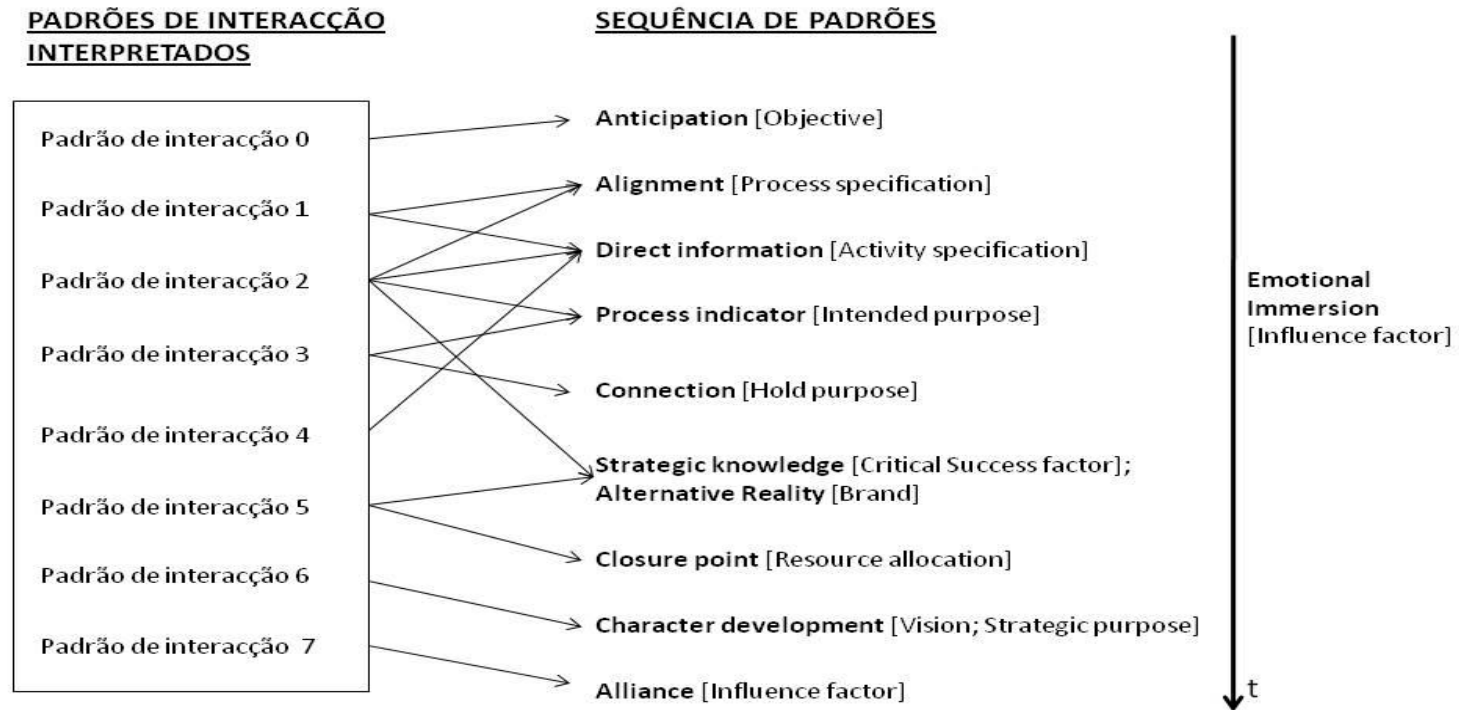 PADRÕES DE INTERACÇÃO
INTERPRETADOS
Padrão de interacção 0
Padrão de interacção 1
Padrão de interacção 2
Padrão de interacção 3
Padrão de interacção 4
Padrão de interacção 5
Padrão de interacção 6
Padrão de interacção 7
SEQUÊNCIA DE PADRÕES
Anticipation [Objective]
Alignment [Process specification]
Direct information [Activity specification]
Process indicator [Intended purpose]
Connection [Hold purpose]
Strategic knowledge [Critical Success factor];
Alternative Reality [Brand]
Closure point [Resource allocation]
Character development [Vision; Strategic purpose]
Alliance [Influence factor]
Emotional
Immersion
[Influence factor]
t